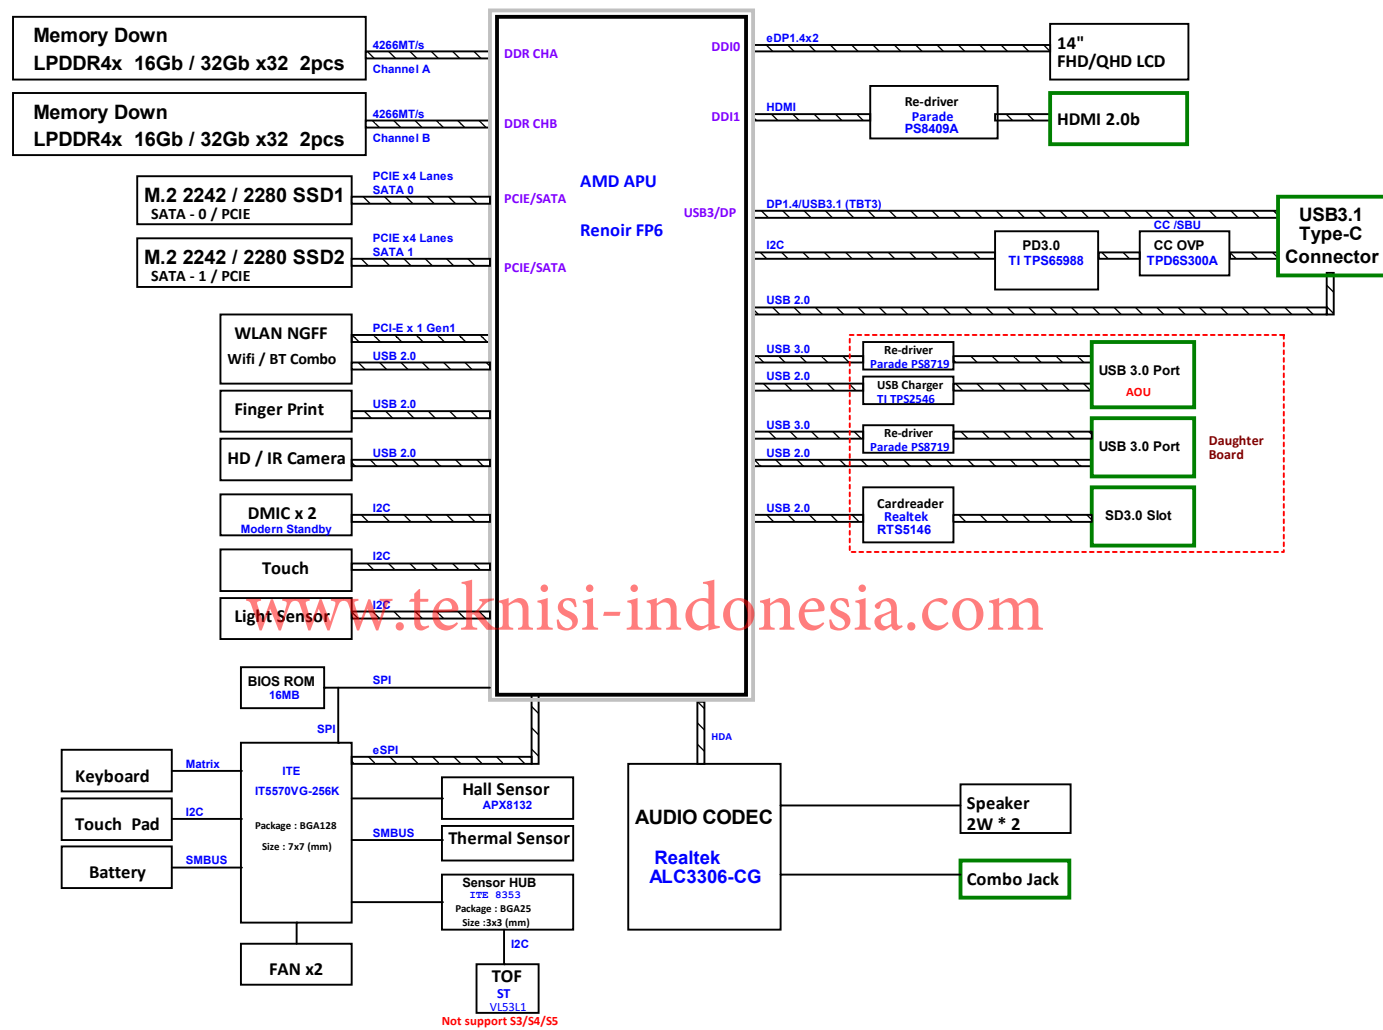 Memory Down
LPDDR4x 16Gb / 32Gb x32 2pcs
4266MT/s
Channel A
DDR CHA
Memory Down
LPDDR4x 16Gb / 32Gb x32 2pcs
4266MT/s
Channel B
DDR CHB
M.2 2242 / 2280 SSD1
SATA - 0 / PCIE
PCIE x4 Lanes
SATA 0
PCIE/SATA
M.2 2242 / 2280 SSD2
SATA - 1 / PCIE
PCIE x4 Lanes
SATA 1
PCIE/SATA
AMD APU
Renoir FP6
DDI0
eDP1.4x2
14"
FHD/QHD LCD
DDI1
HDMI
Re-driver
Parade
PS8409A
HDMI 2.0b
USB3/DP
DP1.4/USB3.1 (TBT3)
USB3.1
Type-C
Connector
I2C
PD3.0
TI TPS65988
CC /SBU
CC OVP
TPD6S300A
USB 2.0
WLAN NGFF
Wifi / BT Combo
PCI-E x 1 Gen1
USB 2.0
Finger Print
USB 2.0
HD / IR Camera
USB 2.0
DMIC x 2
Modern Standby
I2C
Touch
I2C
Light Sensor
I2C
USB 3.0
Re-driver
Parade PS8719
USB 2.0
USB Charger
TI TPS2546
USB 3.0 Port
AOU
USB 3.0
Re-driver
Parade PS8719
USB 2.0
USB 3.0 Port
Daughter
Board
USB 2.0
Cardreader
Realtek
RTS5146
SD3.0 Slot
www.teknisi-indonesia.com
BIOS ROM
16MB
SPI
SPI
eSPI
ITE
IT5570VG-256K
Package : BGA128
Size : 7x7 (mm)
Keyboard
Matrix
Touch Pad
I2C
Battery
SMBUS
FAN x2
Hall Sensor
APX8132
SMBUS
Thermal Sensor
Sensor HUB
ITE 8353
Package : BGA25
Size :3x3 (mm)
I2C
TOF
ST
VL53L1
Not support S3/S4/S5
HDA
AUDIO CODEC
Realtek
ALC3306-CG
Speaker
2W * 2
Combo Jack